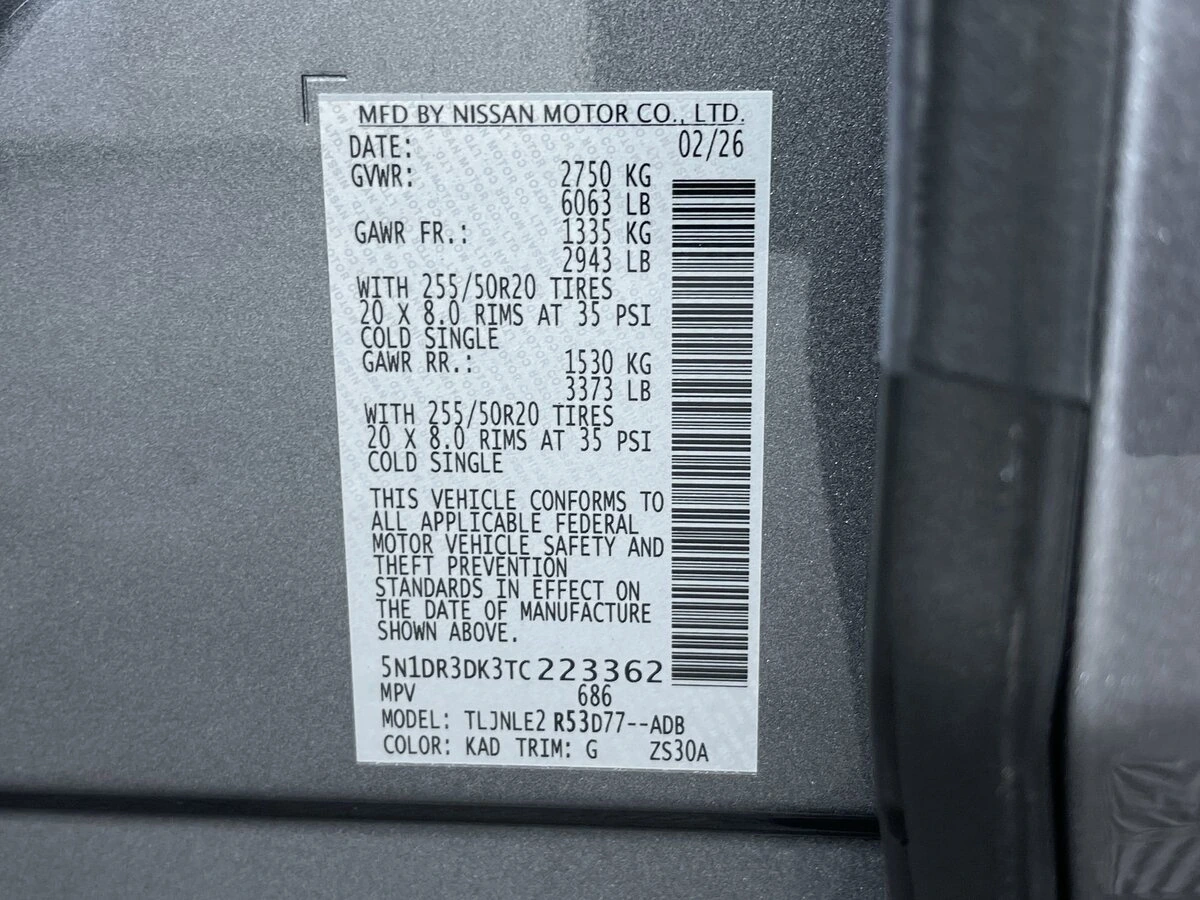 MFD BY NISSAN MOTOR CO., LTD.
DATE: 02/26
GVWR: 2750 KG
6063 LB
GAWR FR.: 1335 KG
2943 LB
WITH 255/50R20 TIRES
20 X 8.0 RIMS AT 35 PSI
COLD SINGLE
GAWR RR.: 1530 KG
3373 LB
WITH 255/50R20 TIRES
20 X 8.0 RIMS AT 35 PSI
COLD SINGLE
THIS VEHICLE CONFORMS TO
ALL APPLICABLE FEDERAL
MOTOR VEHICLE SAFETY AND
THEFT PREVENTION
STANDARDS IN EFFECT ON
THE DATE OF MANUFACTURE
SHOWN ABOVE.
5N1DR3DK3TC223362
MPV 686
MODEL: TLJNLE2 R53D77--ADB
COLOR: KAD TRIM: G ZS30A